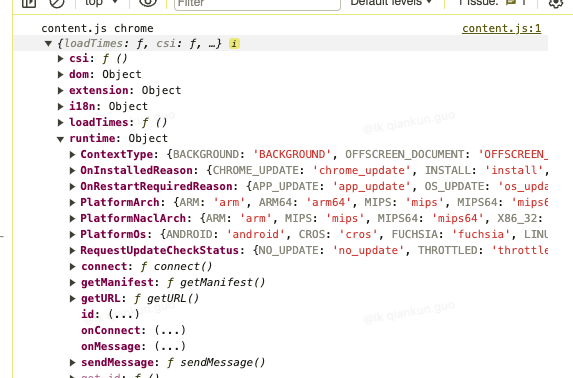 top
Filter
Default levels
1 Issue: 1
content.js chrome content.js:1
{loadTimes: ƒ, csi: ƒ, …} i
csi: ƒ ()
dom: Object
extension: Object
i18n: Object
loadTimes: ƒ ()
runtime: Object
ContextType: {BACKGROUND: 'BACKGROUND', OFFSCREEN_DOCUMENT: 'OFFSCREEN_
OnInstalledReason: {CHROME_UPDATE: 'chrome_update', INSTALL: 'install',
OnRestartRequiredReason: {APP_UPDATE: 'app_update', OS_UPDATE: 'os_upda
PlatformArch: {ARM: 'arm', ARM64: 'arm64', MIPS: 'mips', MIPS64: 'mips6
PlatformNaclArch: {ARM: 'arm', MIPS: 'mips', MIPS64: 'mips64', X86_32:
PlatformOs: {ANDROID: 'android', CROS: 'cros', FUCHSIA: 'fuchsia', LINU
RequestUpdateCheckStatus: {NO_UPDATE: 'no_update', THROTTLED: 'throttle
connect: ƒ connect()
getManifest: ƒ getManifest()
getURL: ƒ getURL()
id: (...)
onConnect: (...)
onMessage: (...)
sendMessage: ƒ sendMessage()
get id: ƒ ()
@lk qiankun.guo
@lk qiankun.guo